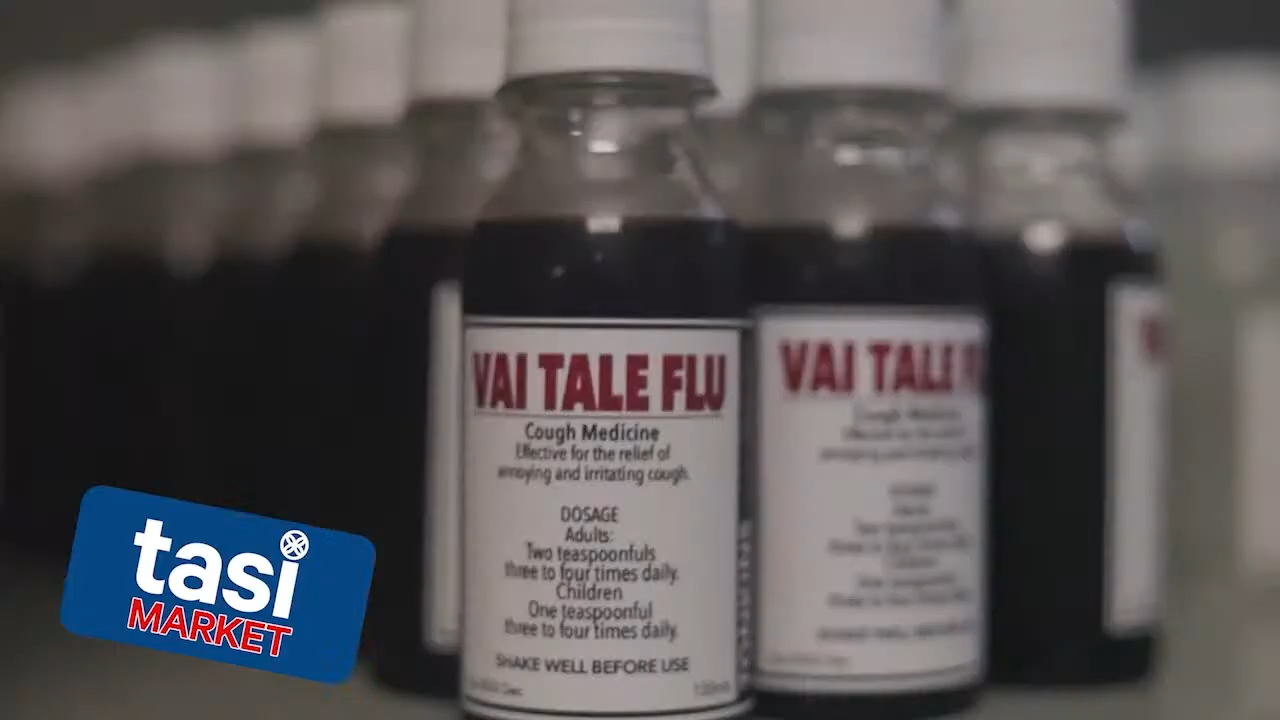 VAI TALE FLU
Cough Medicine
Effective for the relief of
annoying and irritating cough.
DOSAGE
Adults:
Two teaspoonfuls
three to four times daily.
Children
One teaspoonful
three to four times daily.
SHAKE WELL BEFORE USE
VAI TALE
Cough Medicine
tasi
MARKET